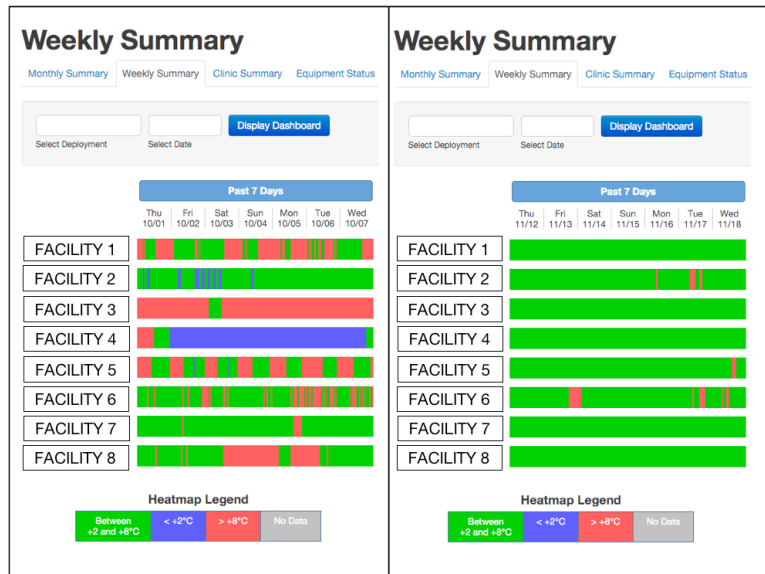 Weekly Summary
Monthly Summary Weekly Summary Clinic Summary Equipment Status
Display Dashboard
Select Deployment Select Date
Past 7 Days
Thu Fri Sat Sun Mon Tue Wed
10/01 10/02 10/03 10/04 10/05 10/06 10/07
FACILITY 1
FACILITY 2
FACILITY 3
FACILITY 4
FACILITY 5
FACILITY 6
FACILITY 7
FACILITY 8
Heatmap Legend
Between < +2°C > +8°C No Data
+2 and +8°C
Weekly Summary
Monthly Summary Weekly Summary Clinic Summary Equipment Status
Display Dashboard
Select Deployment Select Date
Past 7 Days
Thu Fri Sat Sun Mon Tue Wed
11/12 11/13 11/14 11/15 11/16 11/17 11/18
FACILITY 1
FACILITY 2
FACILITY 3
FACILITY 4
FACILITY 5
FACILITY 6
FACILITY 7
FACILITY 8
Heatmap Legend
Between < +2°C > +8°C No Data
+2 and +8°C